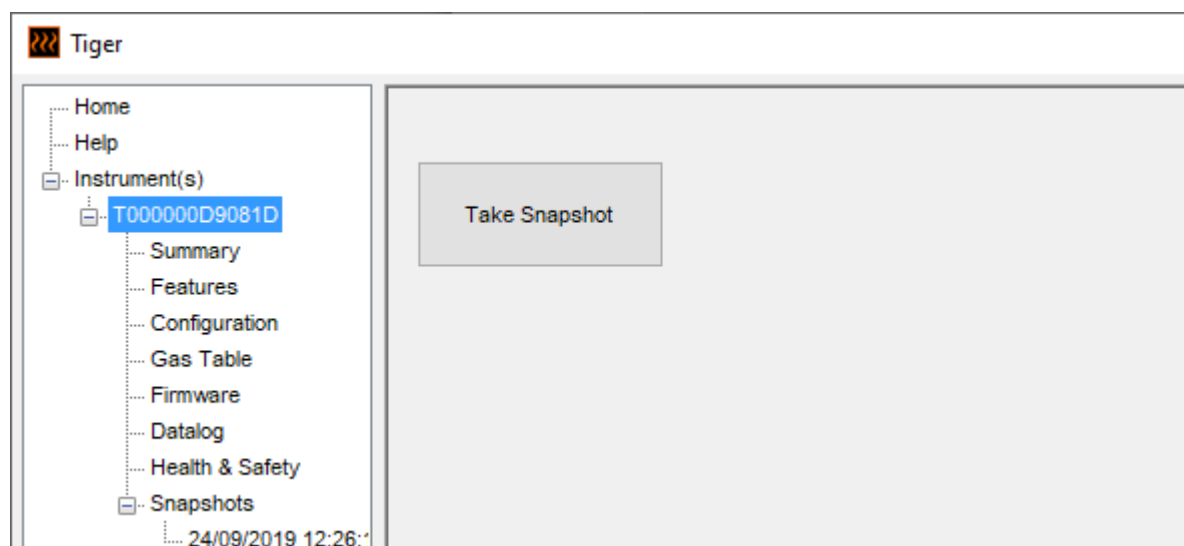 Tiger
Home
Help
Instrument(s)
T000000D9081D
Take Snapshot
Summary
Features
Configuration
Gas Table
Firmware
Datalog
Health & Safety
Snapshots
24/09/2019 12:26: